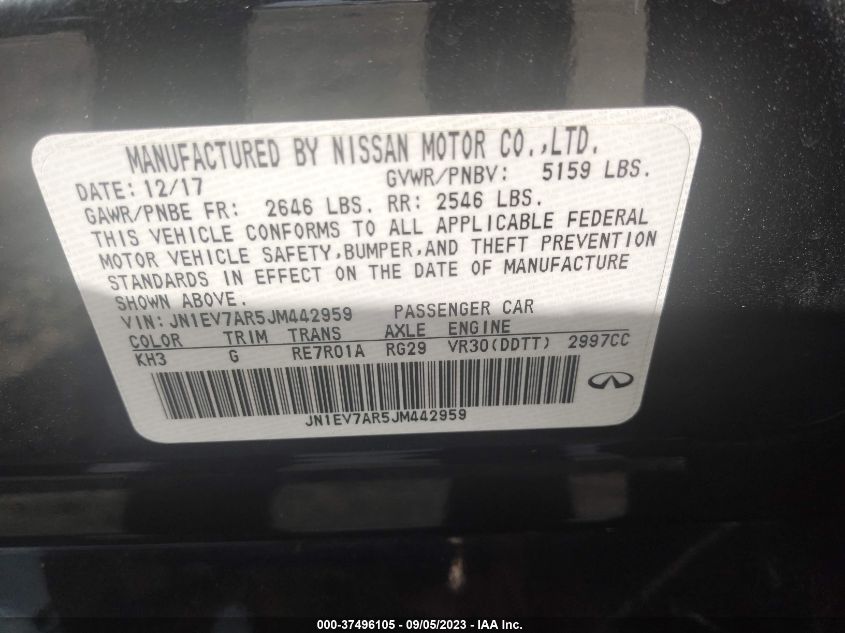 MANUFACTURED BY NISSAN MOTOR CO.,LTD.
DATE: 12/17 GVWR/PNBV: 5159 LBS.
GAWR/PNBE FR: 2646 LBS. RR: 2546 LBS.
THIS VEHICLE CONFORMS TO ALL APPLICABLE FEDERAL
MOTOR VEHICLE SAFETY,BUMPER,AND THEFT PREVENTION
STANDARDS IN EFFECT ON THE DATE OF MANUFACTURE
SHOWN ABOVE.
VIN: JN1EV7AR5JM442959 PASSENGER CAR
COLOR TRIM TRANS AXLE ENGINE
KH3 G RE7R01A RG29 VR30(DDTT) 2997CC
JN1EV7AR5JM442959
000-37496105 - 09/05/2023 - IAA Inc.